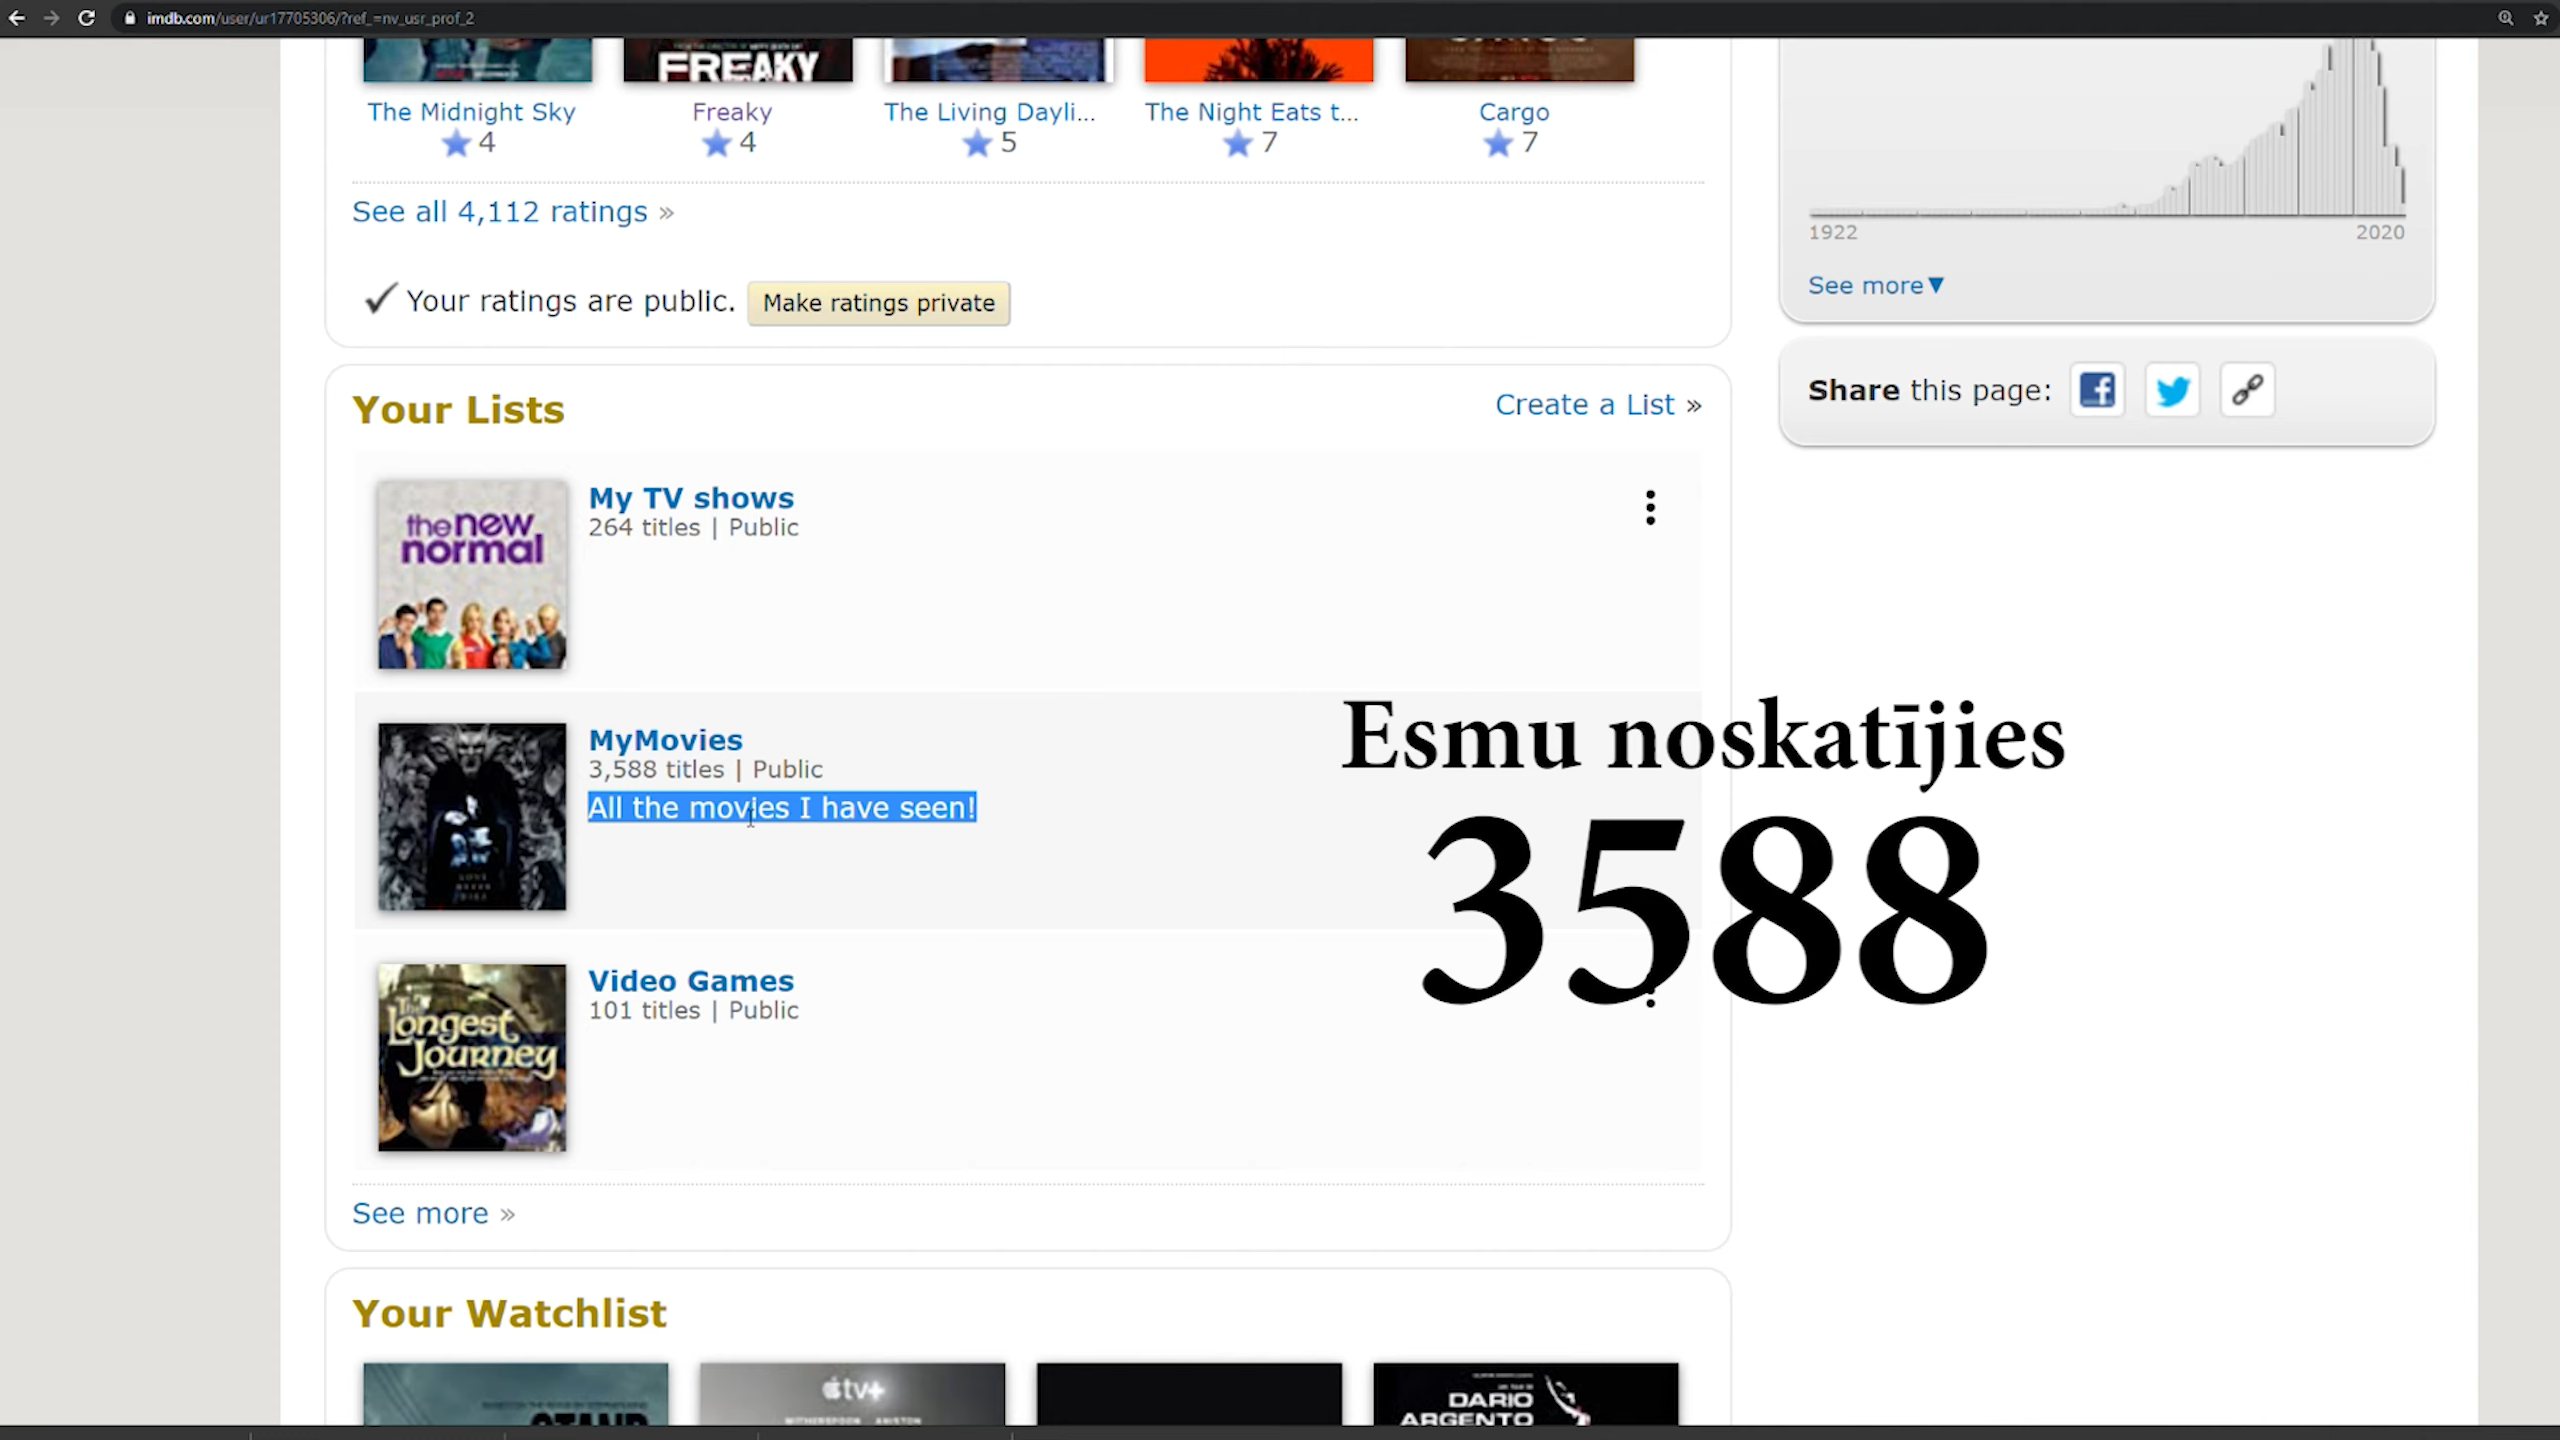 imdb.com/user/ur17705306/?ref_=nv_usr_prof_2
FREAKY
The Midnight Sky
4
Freaky
4
The Living Dayli...
5
The Night Eats t...
7
Cargo
7
See all 4,112 ratings »
Your ratings are public. Make ratings private
1922 2020
See more
Share this page:
Your Lists
Create a List »
the new
normal
My TV shows
264 titles | Public
MyMovies
3,588 titles | Public
All the movies I have seen!
Esmu noskatījies
3588
The
Longest
Journey
Video Games
101 titles | Public
See more »
Your Watchlist
STAND
tv+
WITHERSPOON ANISTON
DARIO
ARGENTO